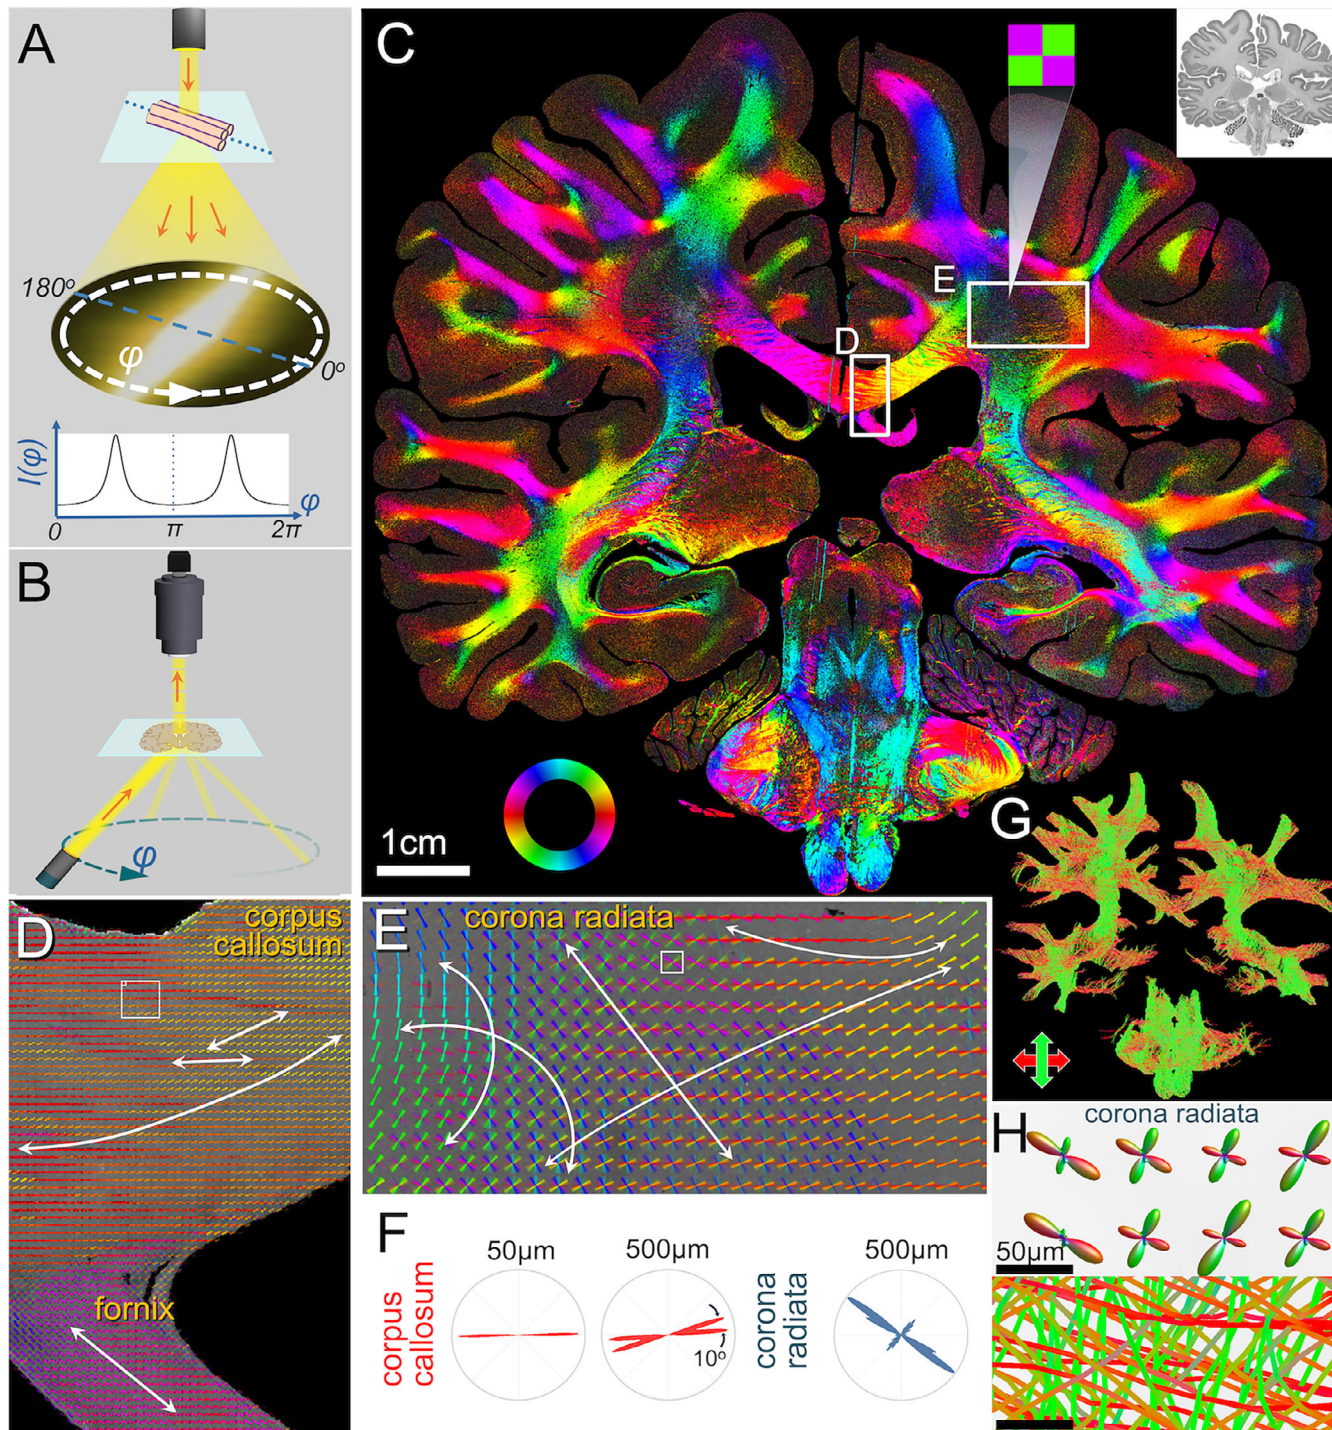 A
180°
φ
0°
I(φ)
φ
0
π
2π
B
φ
C
E
D
1cm
D
corpus
callosum
fornix
E
corona radiata
F
50μm
500μm
500μm
corpus
callosum
10°
corona
radiata
G
H
corona radiata
50μm